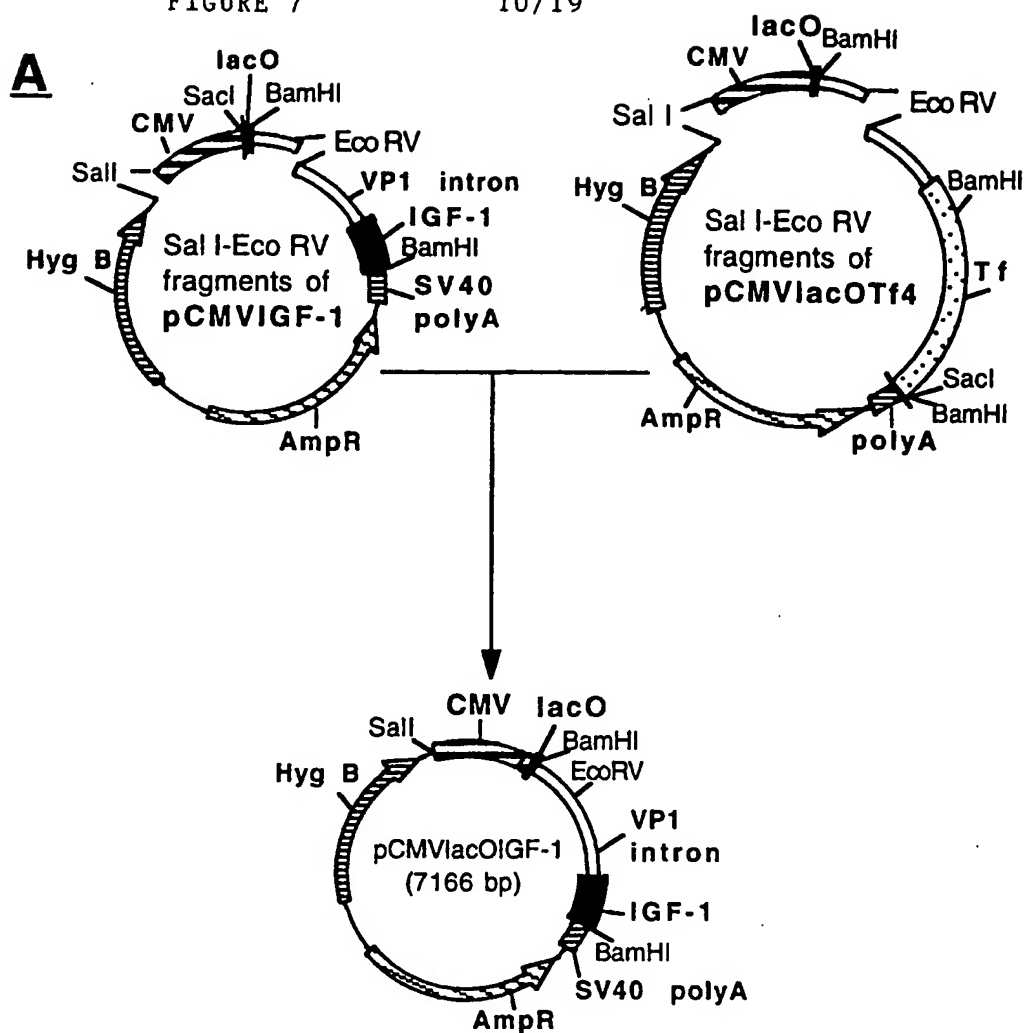 FIGURE 7
10/19
A
lacO
SacI
BamHI
CMV
Eco RV
SalI
VP1 intron
IGF-1
BamHI
Hyg B
SV40
polyA
Sal I-Eco RV
fragments of
pCMVIGF-1
AmpR
lacO
BamHI
CMV
Eco RV
Sal I
BamHI
Hyg B
Sal I-Eco RV
fragments of
pCMVlacOTf4
Tf
SacI
BamHI
AmpR
polyA
CMV
lacO
SalI
BamHI
EcoRV
Hyg B
VP1
intron
pCMVlacOIGF-1
(7166 bp)
IGF-1
BamHI
SV40 polyA
AmpR